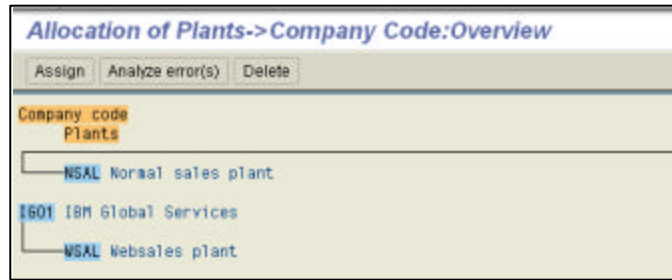 Allocation of Plants->Company Code:Overview
Assign Analyze error(s) Delete
Company code
Plants
NSAL Normal sales plant
IGO1 IBM Global Services
WSAL Websales plant